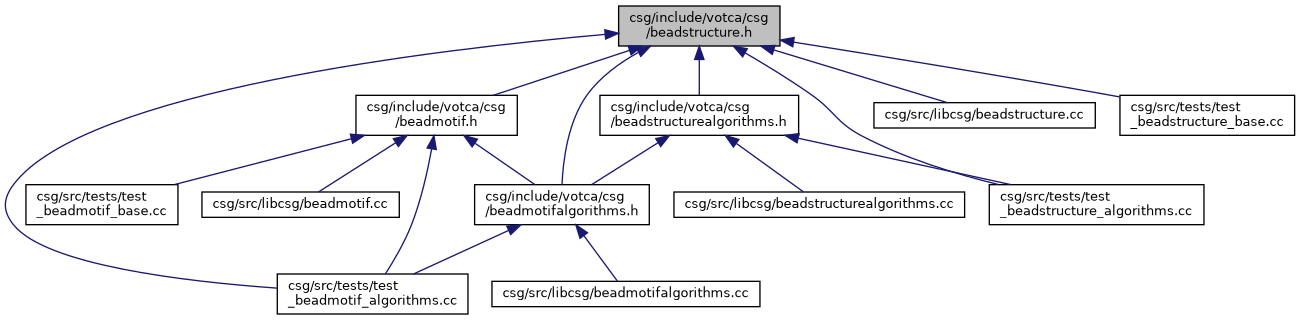 csg/include/votca/csg
/beadstructure.h
csg/include/votca/csg
/beadmotif.h
csg/include/votca/csg
/beadstructurealgorithms.h
csg/src/libcsg/beadstructure.cc
csg/src/tests/test
_beadstructure_base.cc
csg/src/tests/test
_beadmotif_base.cc
csg/src/libcsg/beadmotif.cc
csg/include/votca/csg
/beadmotifalgorithms.h
csg/src/libcsg/beadstructurealgorithms.cc
csg/src/tests/test
_beadstructure_algorithms.cc
csg/src/tests/test
_beadmotif_algorithms.cc
csg/src/libcsg/beadmotifalgorithms.cc